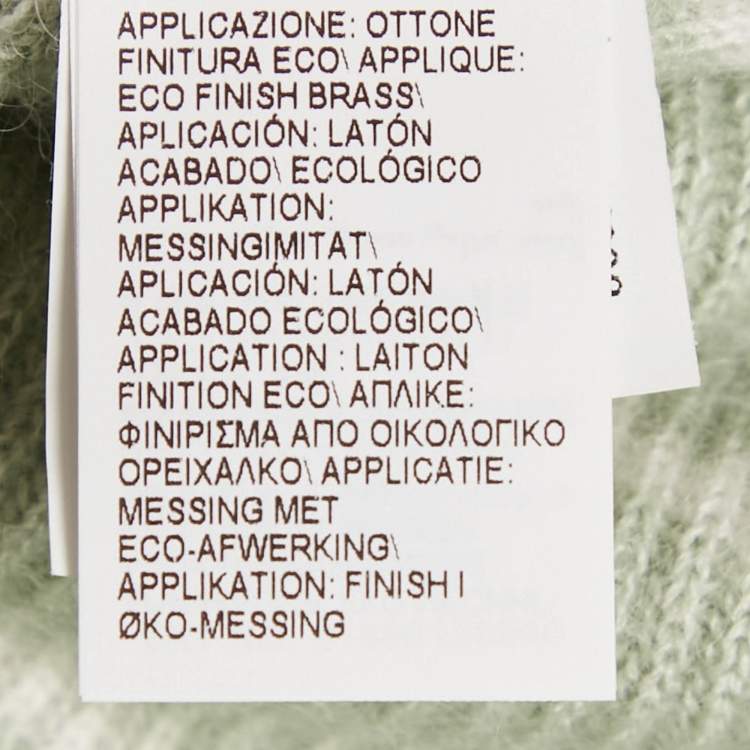 APPLICAZIONE: OTTONE
FINITURA ECO\ APPLIQUE:
ECO FINISH BRASS\
APLICACIÓN: LATÓN
ACABADO\ ECOLÓGICO
APPLIKATION:
MESSINGIMITAT\
APLICACIÓN: LATÓN
ACABADO ECOLÓGICO\
APPLICATION : LAITON
FINITION ECO\ ΑΠΛΙΚΕ:
ΦΙΝΙΡΙΣΜΑ ΑΠΟ ΟΙΚΟΛΟΓΙΚΟ
ΟΡΕΙΧΑΛΚΟ\ APPLICATIE:
MESSING MET
ECO-AFWERKING\
APPLIKATION: FINISH I
ØKO-MESSING